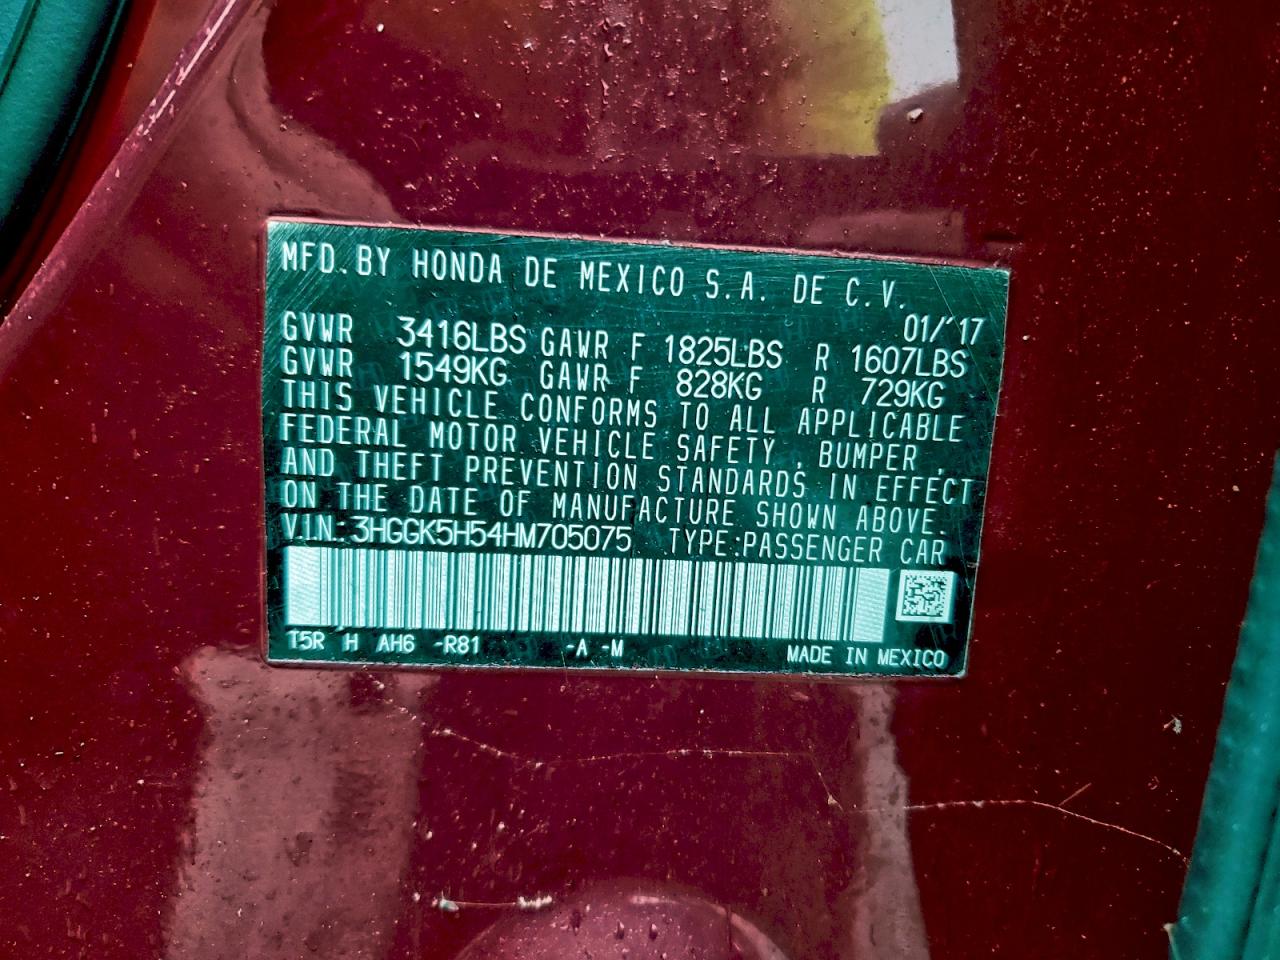 MFD. BY HONDA DE MEXICO S.A. DE C.V.
01/'17
GVWR 3416LBS GAWR F 1825LBS R 1607LBS
GVWR 1549KG GAWR F 828KG R 729KG
THIS VEHICLE CONFORMS TO ALL APPLICABLE
FEDERAL MOTOR VEHICLE SAFETY, BUMPER,
AND THEFT PREVENTION STANDARDS IN EFFECT
ON THE DATE OF MANUFACTURE SHOWN ABOVE.
V.I.N.:3HGGK5H54HM705075 TYPE:PASSENGER CAR
T5R H AH6 -R81 -A -M MADE IN MEXICO